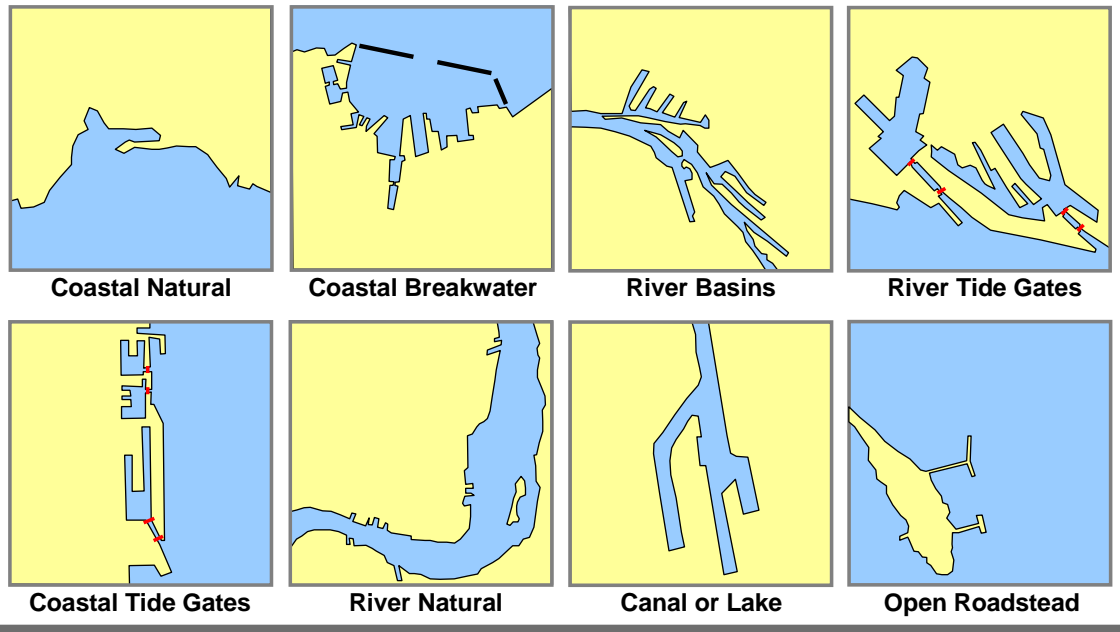 Coastal Natural
Coastal Breakwater
River Basins
River Tide Gates
Coastal Tide Gates
River Natural
Canal or Lake
Open Roadstead